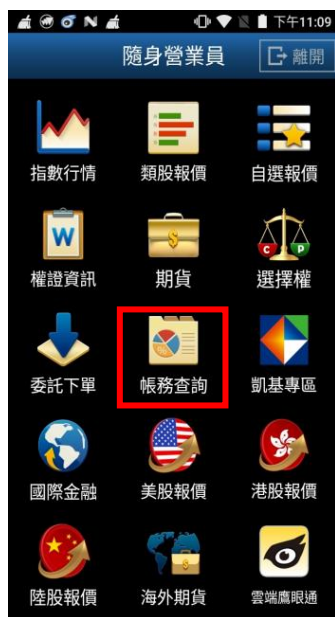 下午11:09
隨身營業員
離開
指數行情 類股報價 自選報價
W $ C P
權證資訊 期貨 選擇權
委託下單 帳務查詢 凱基專區
國際金融 美股報價 港股報價
陸股報價 海外期貨 雲端鷹眼通